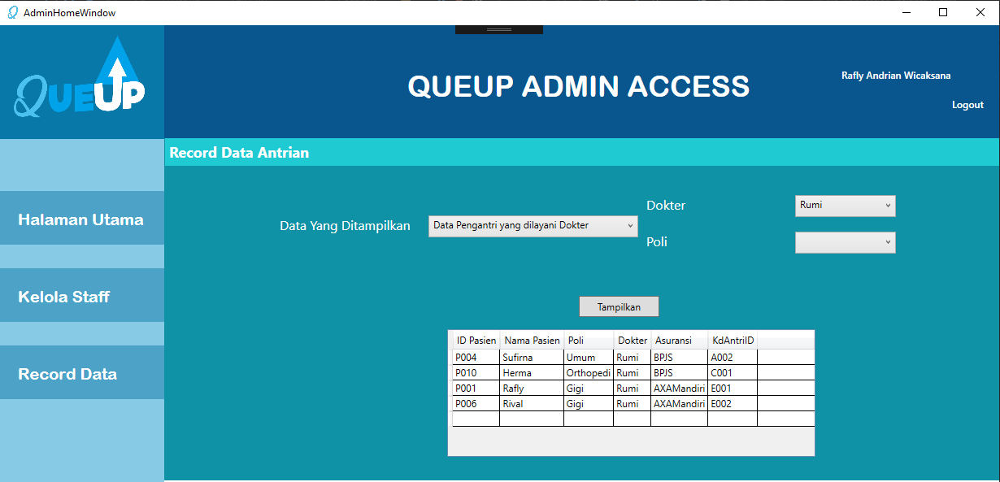 AdminHomeWindow
QUEUP
QUEUP ADMIN ACCESS
Rafly Andrian Wicaksana
Logout
Halaman Utama
Kelola Staff
Record Data
Record Data Antrian
Data Yang Ditampilkan
Data Pengantri yang dilayani Dokter
Dokter
Rumi
Poli
Tampilkan
ID Pasien Nama Pasien Poli Dokter Asuransi KdAntriID
P004 Sufirna Umum Rumi BPJS A002
P010 Herma Orthopedi Rumi BPJS C001
P001 Rafly Gigi Rumi AXAMandiri E001
P006 Rival Gigi Rumi AXAMandiri E002